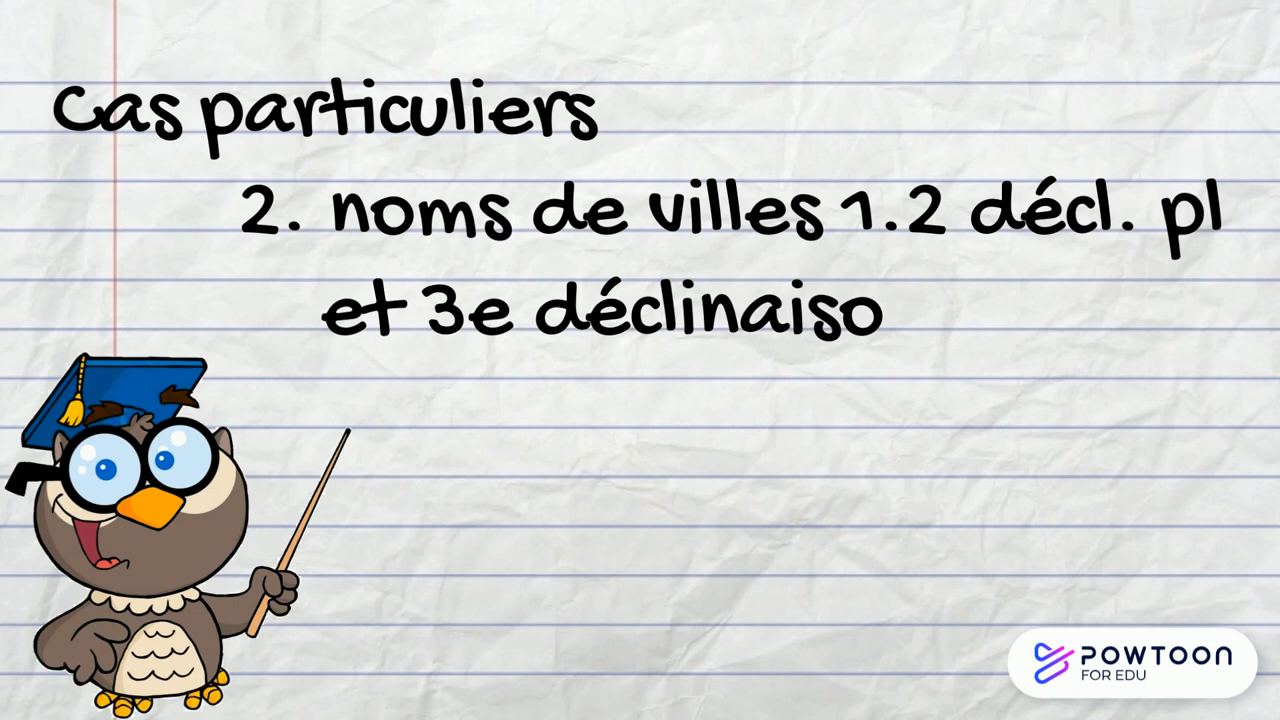 Cas particuliers
2. noms de villes 1.2 décl. pl
et 3e déclinaiso
POWTOON
FOR EDU